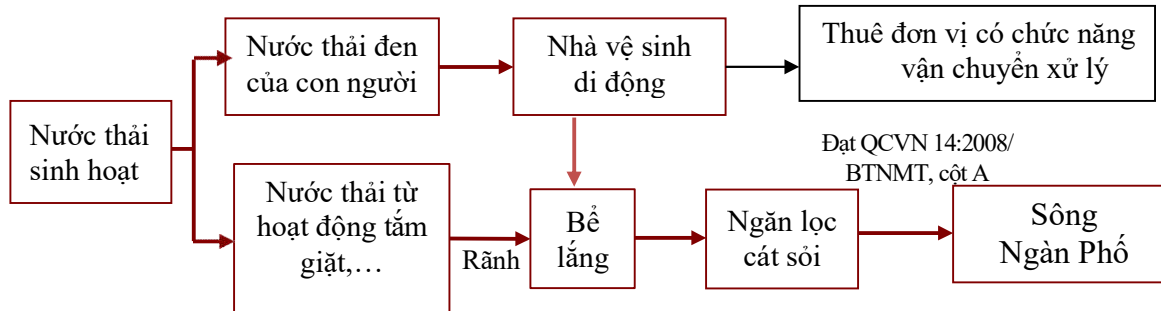 Nước thải
sinh hoạt
Nước thải đen
của con người
Nhà vệ sinh
di động
Thuê đơn vị có chức năng
vận chuyển xử lý
Nước thải từ
hoạt động tắm
giặt,…
Rãnh
Bể
lắng
Ngăn lọc
cát sỏi
Đạt QCVN 14:2008/
BTNMT, cột A
Sông
Ngàn Phố